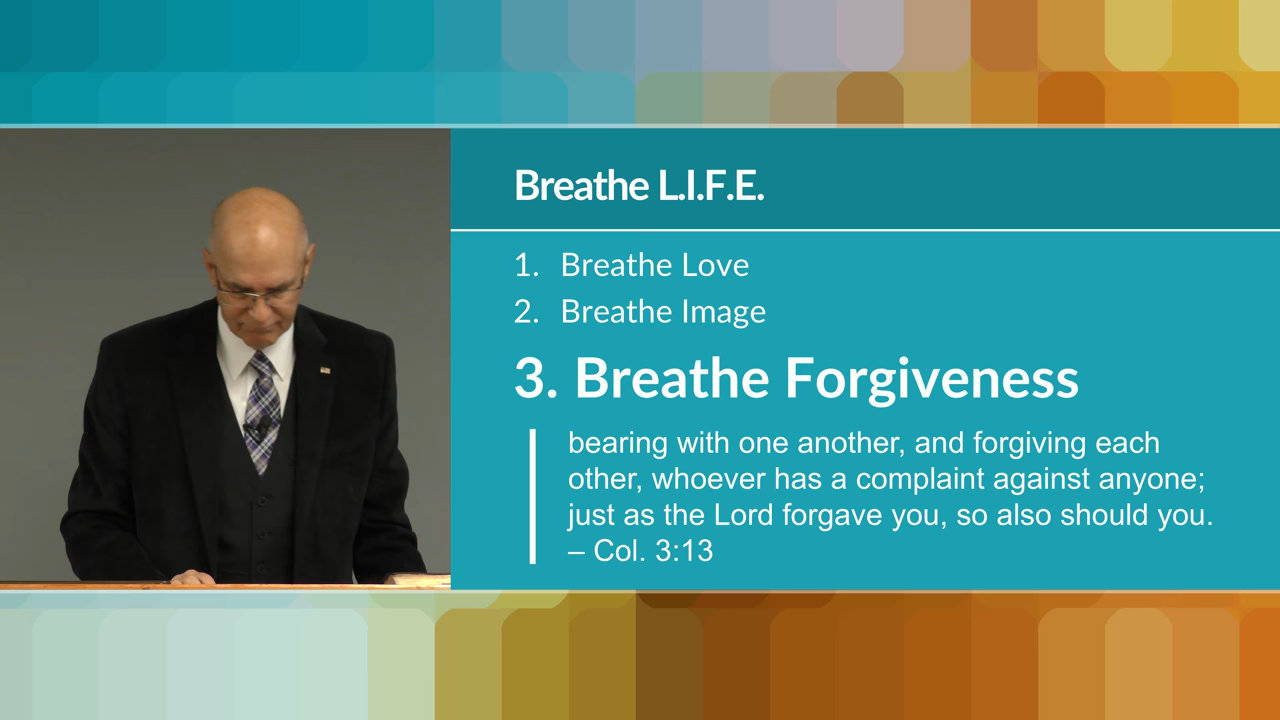 Breathe L.I.F.E.
1. Breathe Love
2. Breathe Image
3. Breathe Forgiveness
bearing with one another, and forgiving each
other, whoever has a complaint against anyone;
just as the Lord forgave you, so also should you.
– Col. 3:13